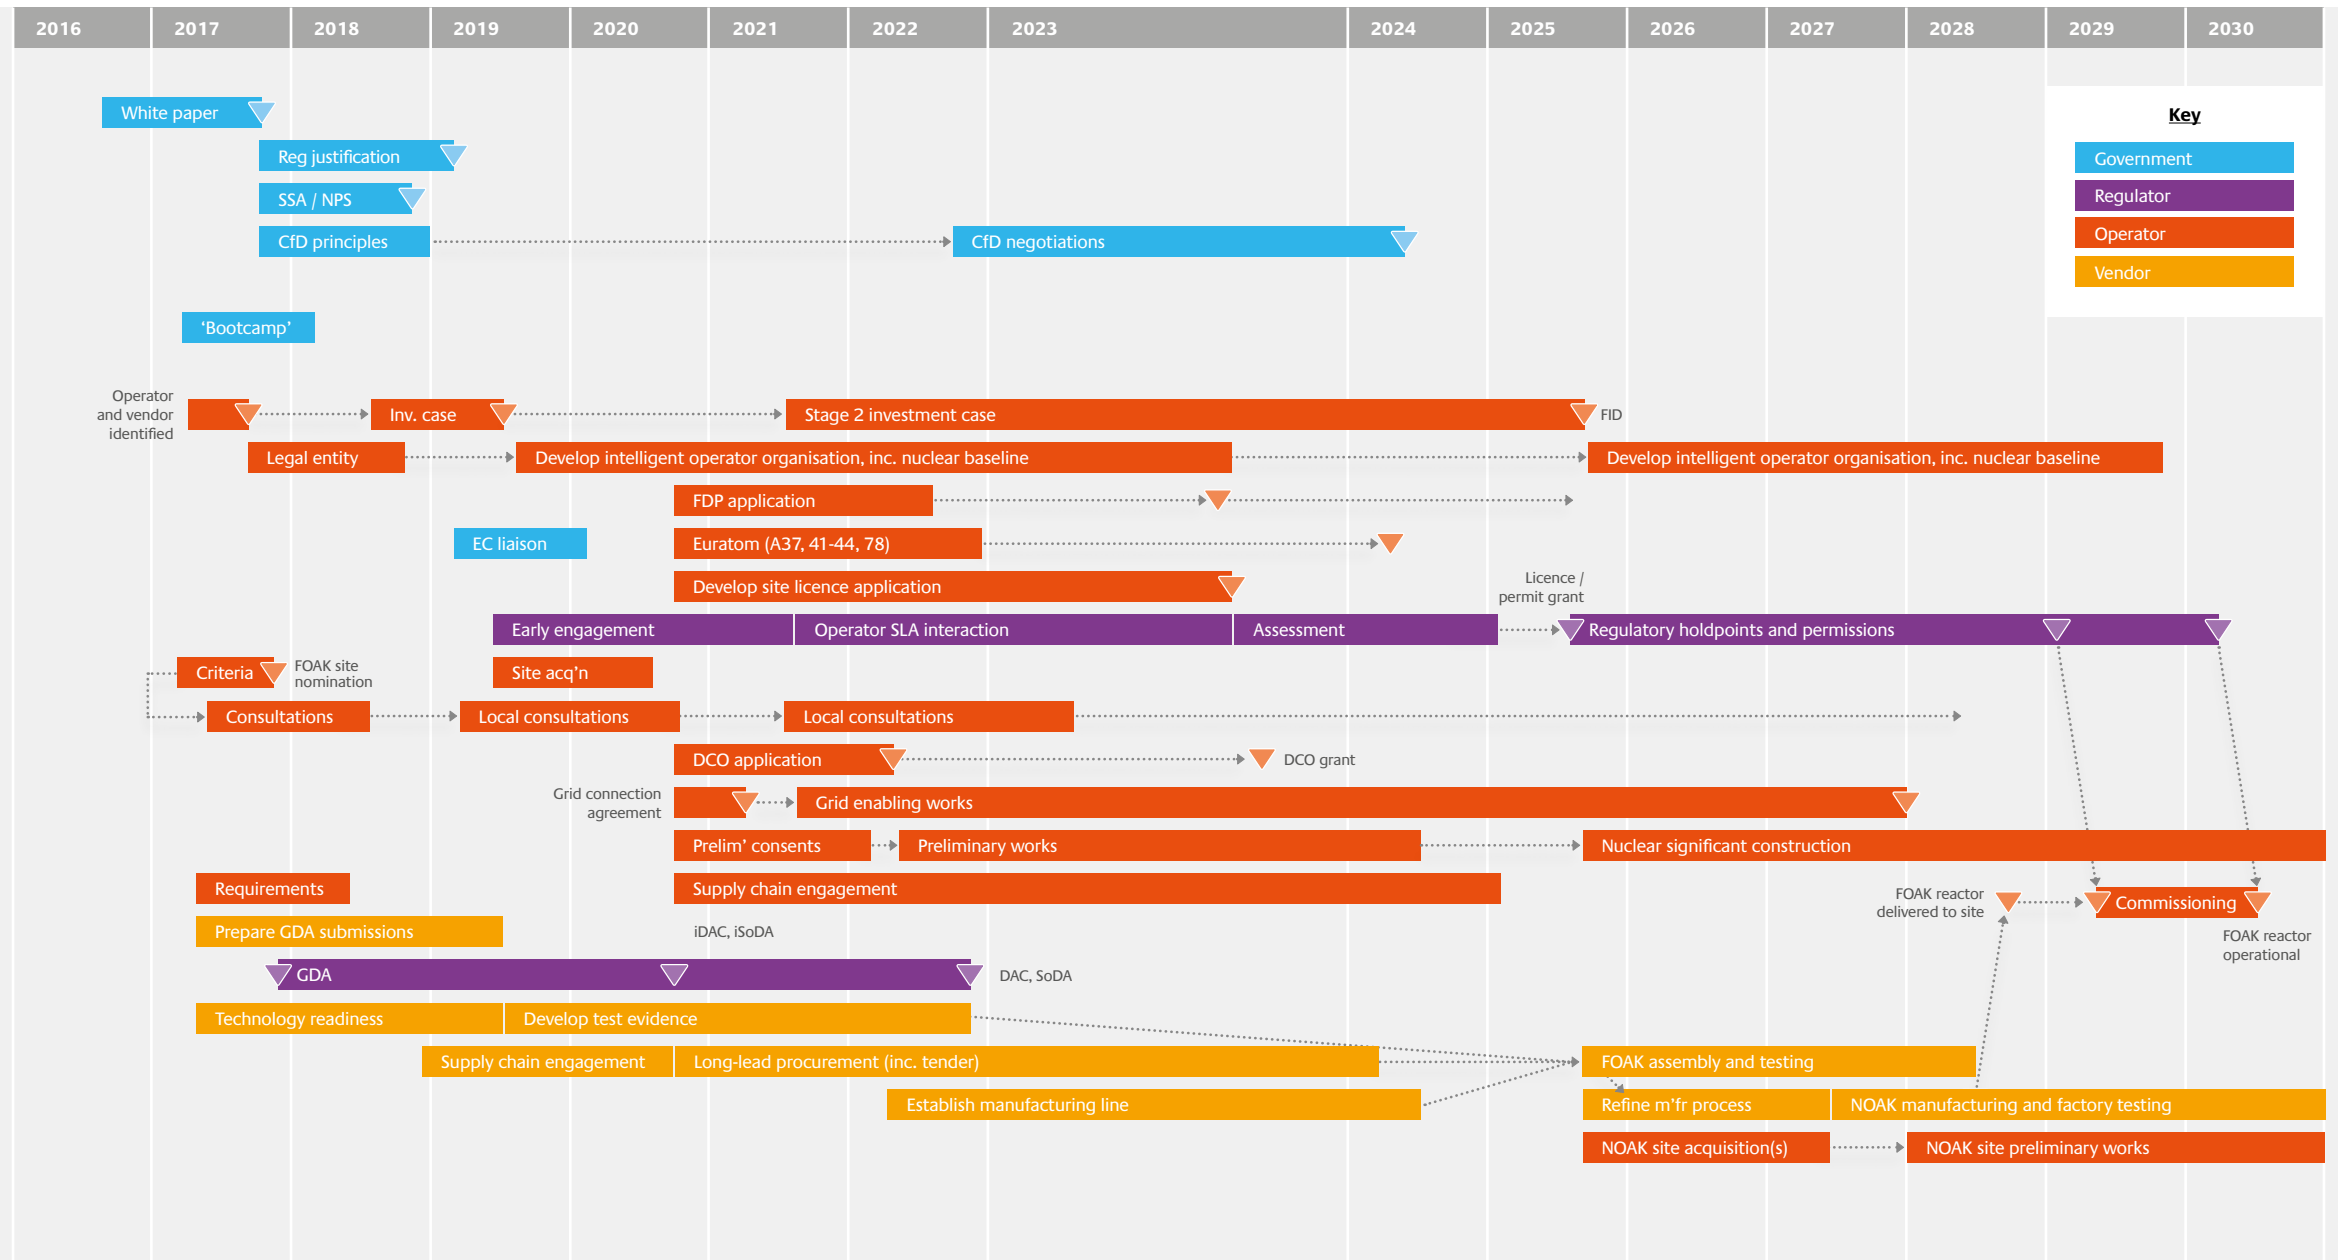 2016 2017 2018 2019 2020 2021 2022 2023 2024 2025 2026 2027 2028 2029 2030
Key
Government
Regulator
Operator
Vendor
White paper
Reg justification
SSA / NPS
CfD principles
CfD negotiations
‘Bootcamp’
Operator
and vendor
identified
Inv. case
Stage 2 investment case
FID
Legal entity
Develop intelligent operator organisation, inc. nuclear baseline
Develop intelligent operator organisation, inc. nuclear baseline
FDP application
EC liaison
Euratom (A37, 41-44, 78)
Develop site licence application
Licence /
permit grant
Early engagement
Operator SLA interaction
Assessment
Regulatory holdpoints and permissions
Criteria
FOAK site
nomination
Site acq’n
Consultations
Local consultations
Local consultations
DCO application
DCO grant
Grid connection
agreement
Grid enabling works
Prelim’ consents
Preliminary works
Nuclear significant construction
Requirements
Supply chain engagement
FOAK reactor
delivered to site
Commissioning
FOAK reactor
operational
Prepare GDA submissions
iDAC, iSoDA
GDA
DAC, SoDA
Technology readiness
Develop test evidence
Supply chain engagement
Long-lead procurement (inc. tender)
FOAK assembly and testing
Establish manufacturing line
Refine m’fr process
NOAK manufacturing and factory testing
NOAK site acquisition(s)
NOAK site preliminary works